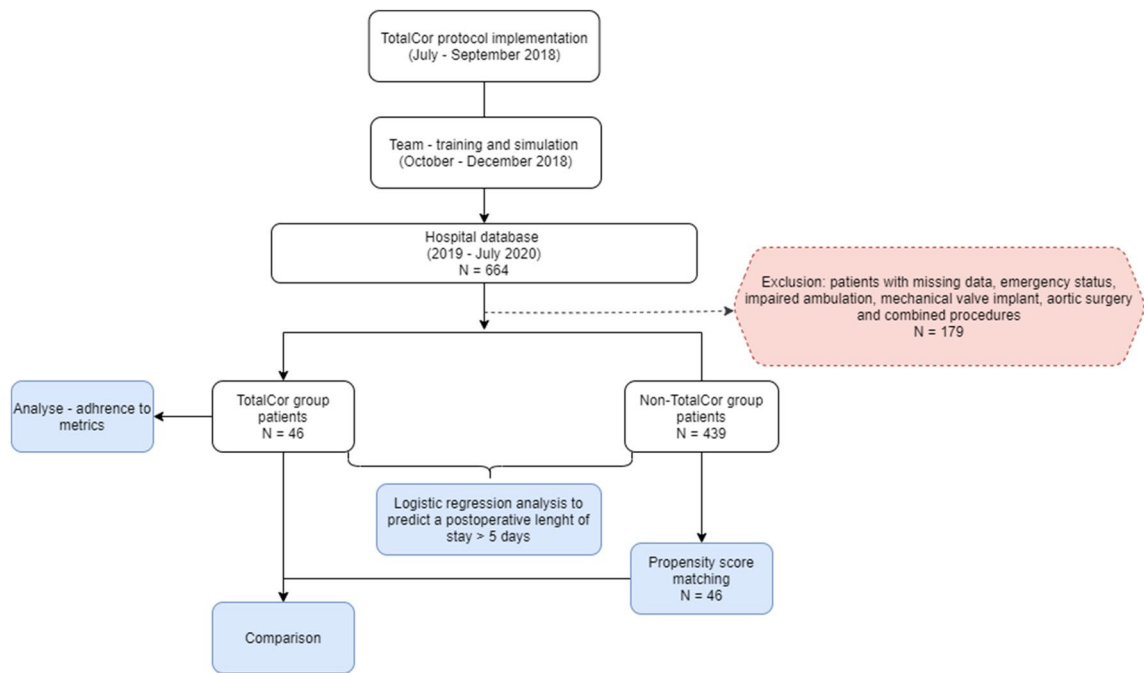 TotalCor protocol implementation
(July - September 2018)
Team - training and simulation
(October - December 2018)
Hospital database
(2019 - July 2020)
N = 664
Exclusion: patients with missing data, emergency status,
impaired ambulation, mechanical valve implant, aortic surgery
and combined procedures
N = 179
Analyse - adhrence to
metrics
TotalCor group
patients
N = 46
Non-TotalCor group
patients
N = 439
Logistic regression analysis to
predict a postoperative lenght of
stay > 5 days
Propensity score
matching
N = 46
Comparison